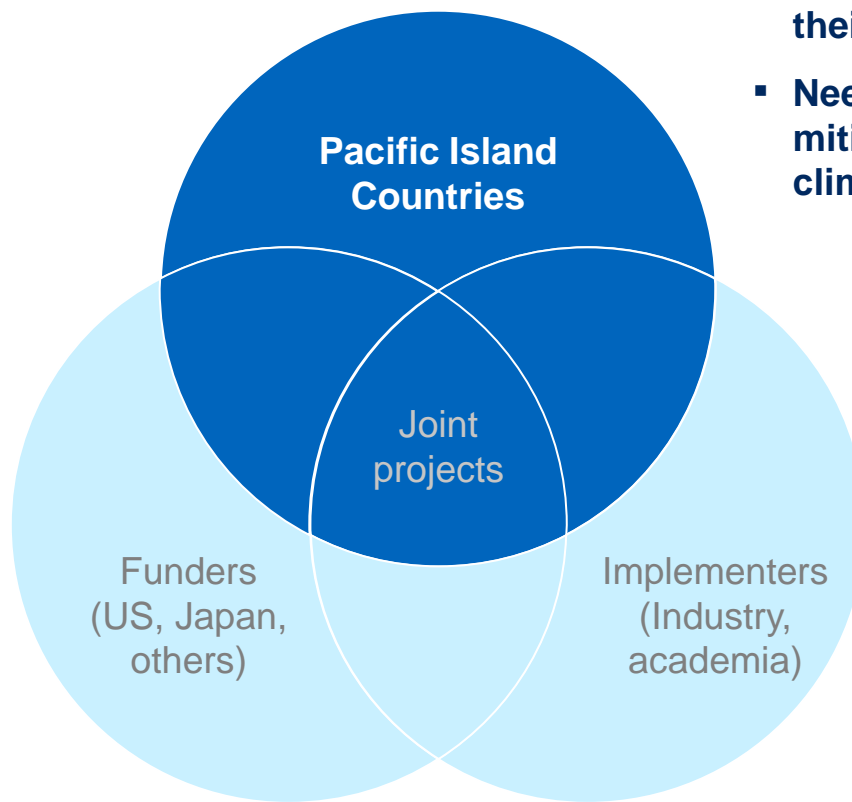 Pacific Island
Countries
▪
Joint
projects
Funders
(US, Japan,
others)
Implementers
(Industry,
academia)